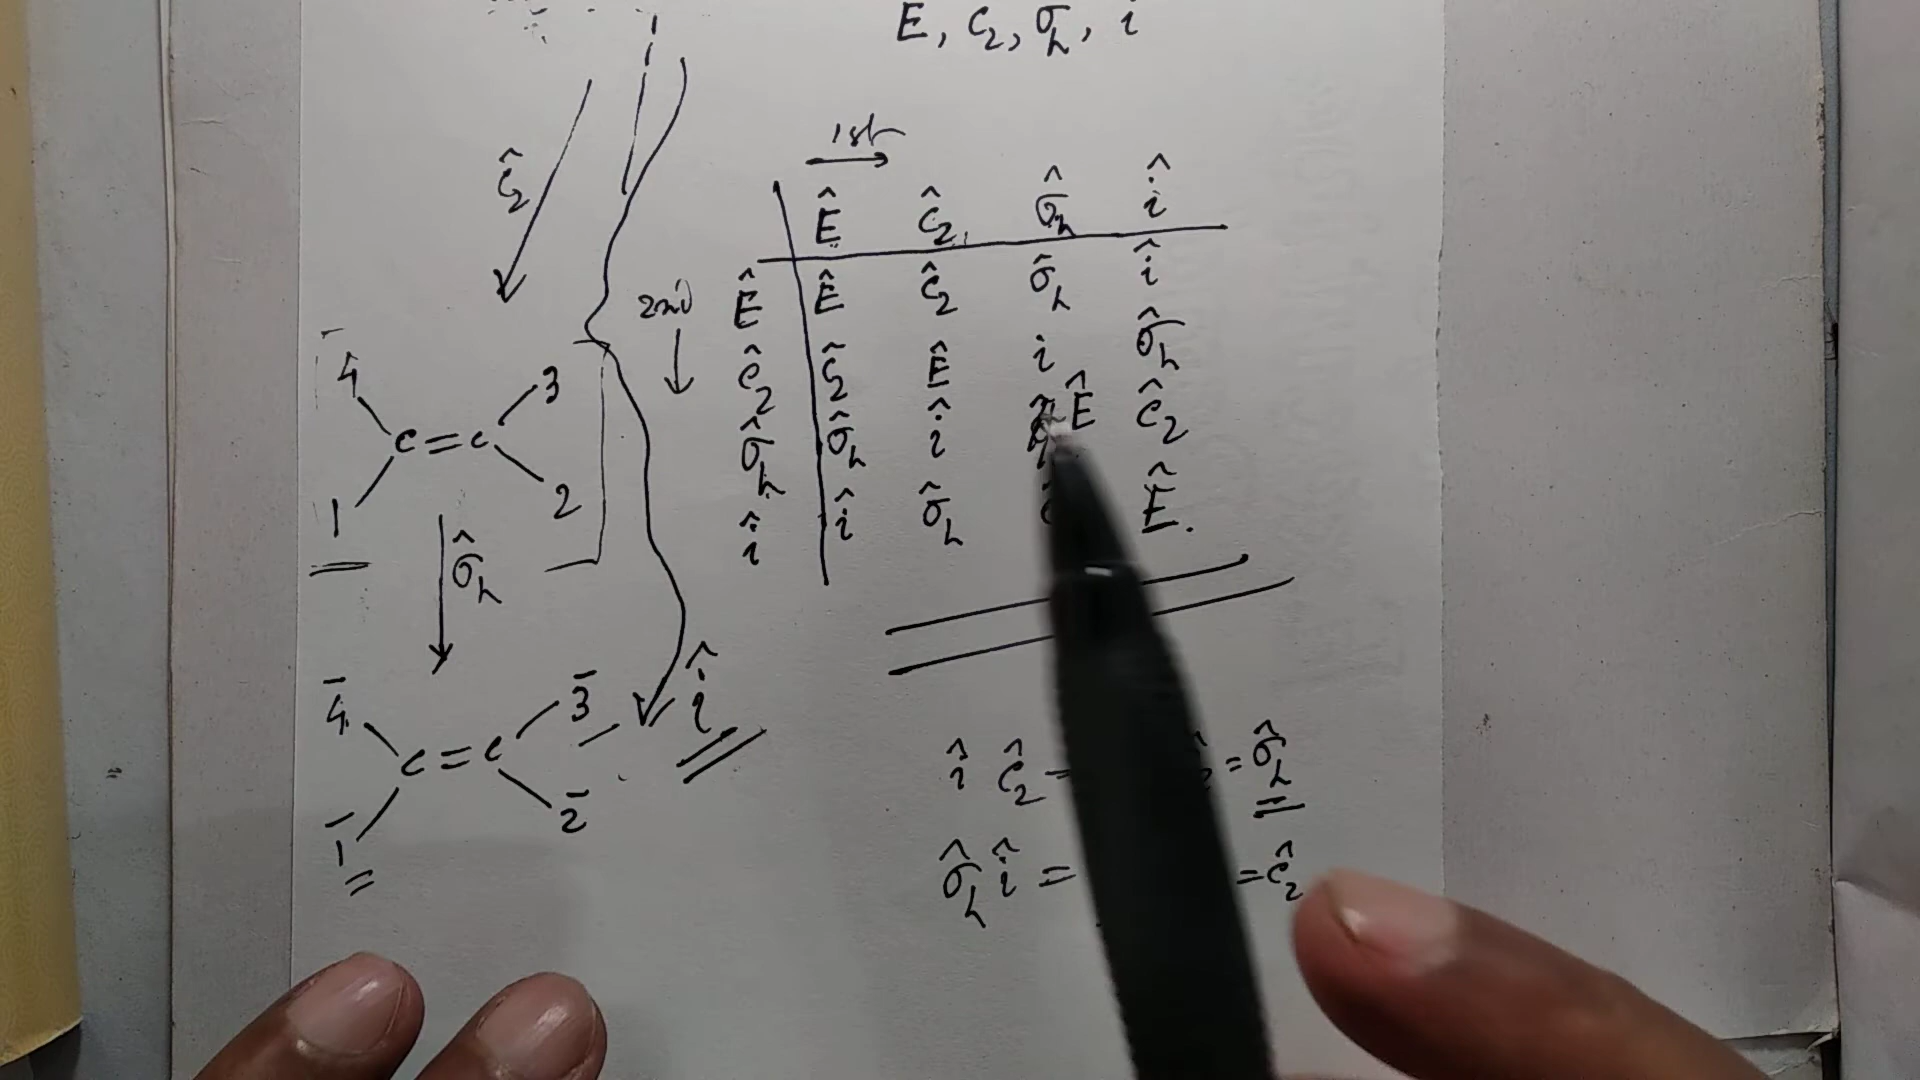 E, C₂, σₕ, i
1st
Ĉ₂
Ê Ĉ₂ σ̂ₕ î
2nd
Ê Ê Ĉ₂ σ̂ₕ î
Ĉ₂ Ĉ₂ Ê i σ̂ₕ
σ̂ₕ σ̂ₕ î Ê Ĉ₂
î î σ̂ₕ Ê.
4 3
C=C
1 2
σ̂ₕ
î
4̄ 3̄
C=C
1̄ 2̄
î Ĉ₂ = = σ̂ₕ
σ̂ₕ î = = Ĉ₂